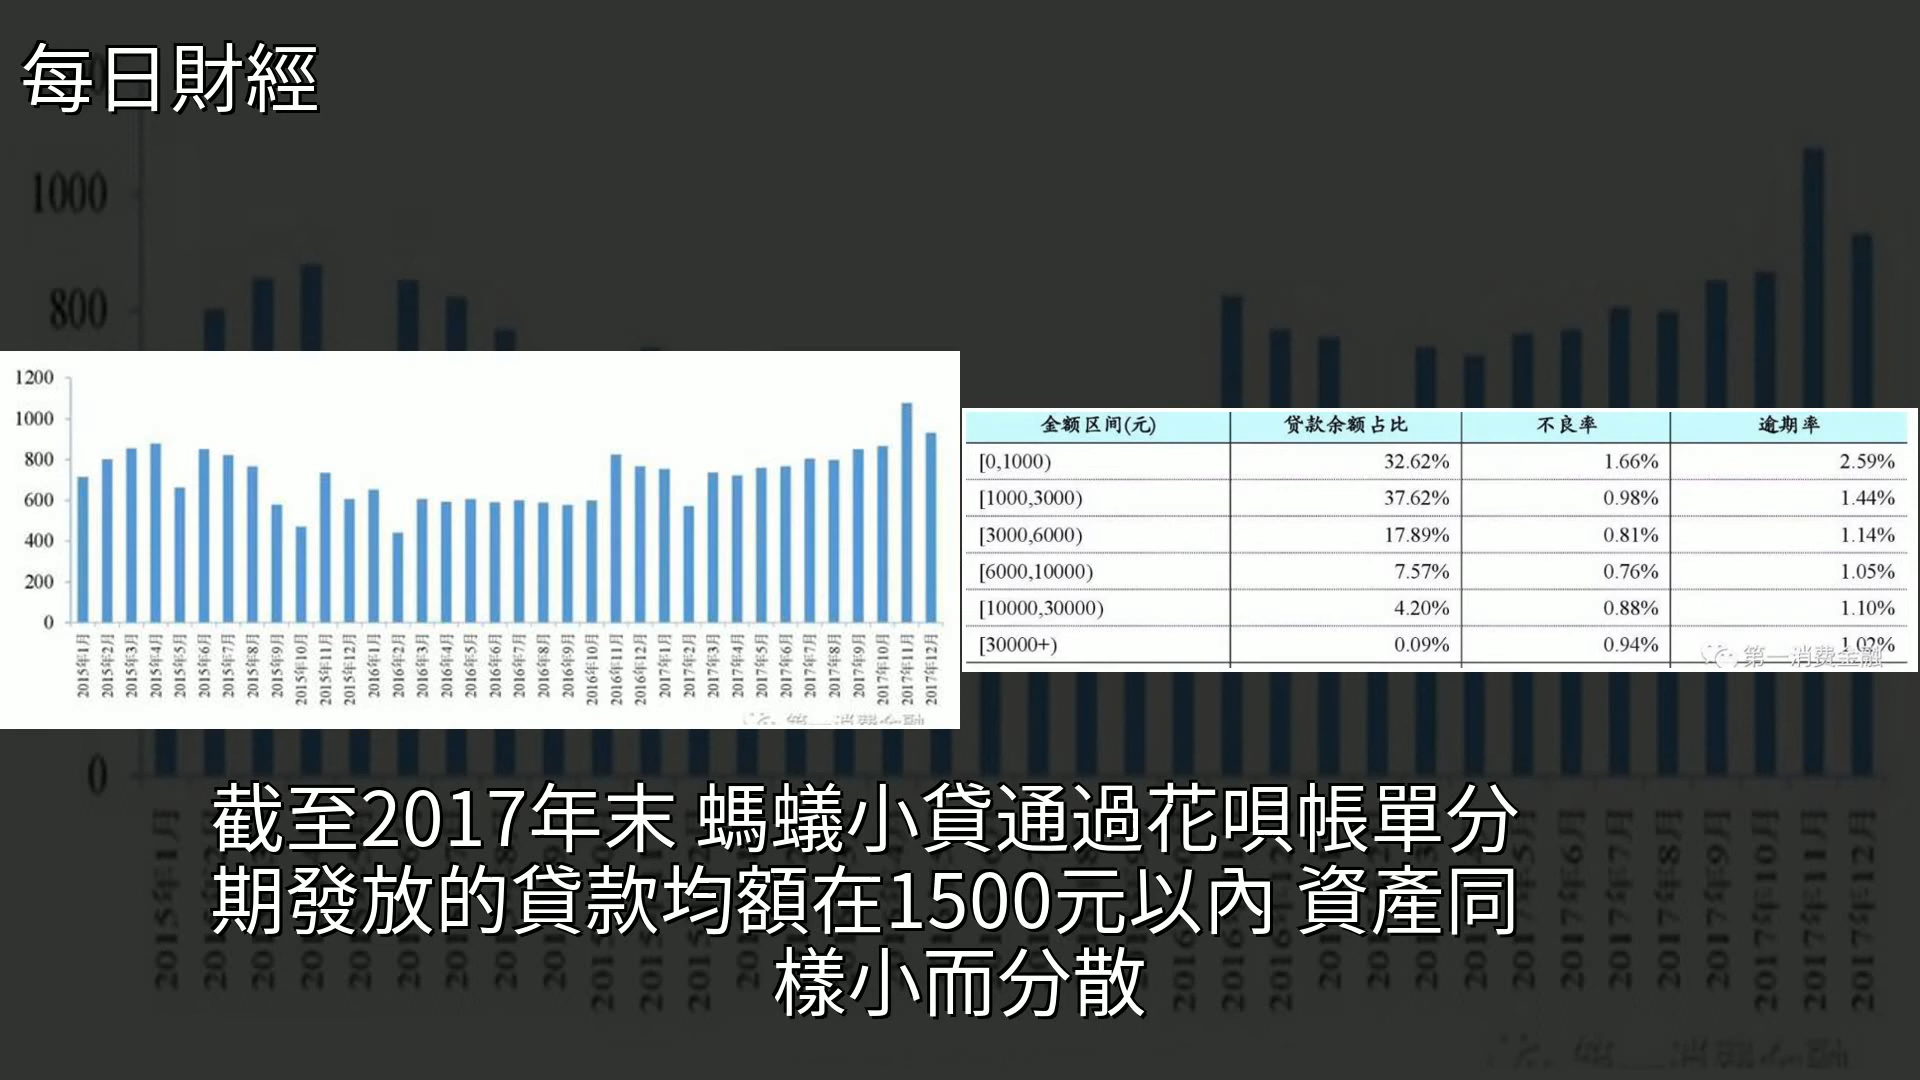 每日財經
1000
800
0
1200
1000
800
600
400
200
0
2015年1月
2015年2月
2015年3月
2015年4月
2015年5月
2015年6月
2015年7月
2015年8月
2015年9月
2015年10月
2015年11月
2015年12月
2016年1月
2016年2月
2016年3月
2016年4月
2016年5月
2016年6月
2016年7月
2016年8月
2016年9月
2016年10月
2016年11月
2016年12月
2017年1月
2017年2月
2017年3月
2017年4月
2017年5月
2017年6月
2017年7月
2017年8月
2017年9月
2017年10月
2017年11月
2017年12月
第一消费金融
金额区间(元) 贷款余额占比 不良率 逾期率
[0,1000) 32.62% 1.66% 2.59%
[1000,3000) 37.62% 0.98% 1.44%
[3000,6000) 17.89% 0.81% 1.14%
[6000,10000) 7.57% 0.76% 1.05%
[10000,30000) 4.20% 0.88% 1.10%
[30000+) 0.09% 0.94% 1.02%
第一消费金融
截至2017年末 螞蟻小貸通過花唄帳單分
期發放的貸款均額在1500元以內 資產同
樣小而分散